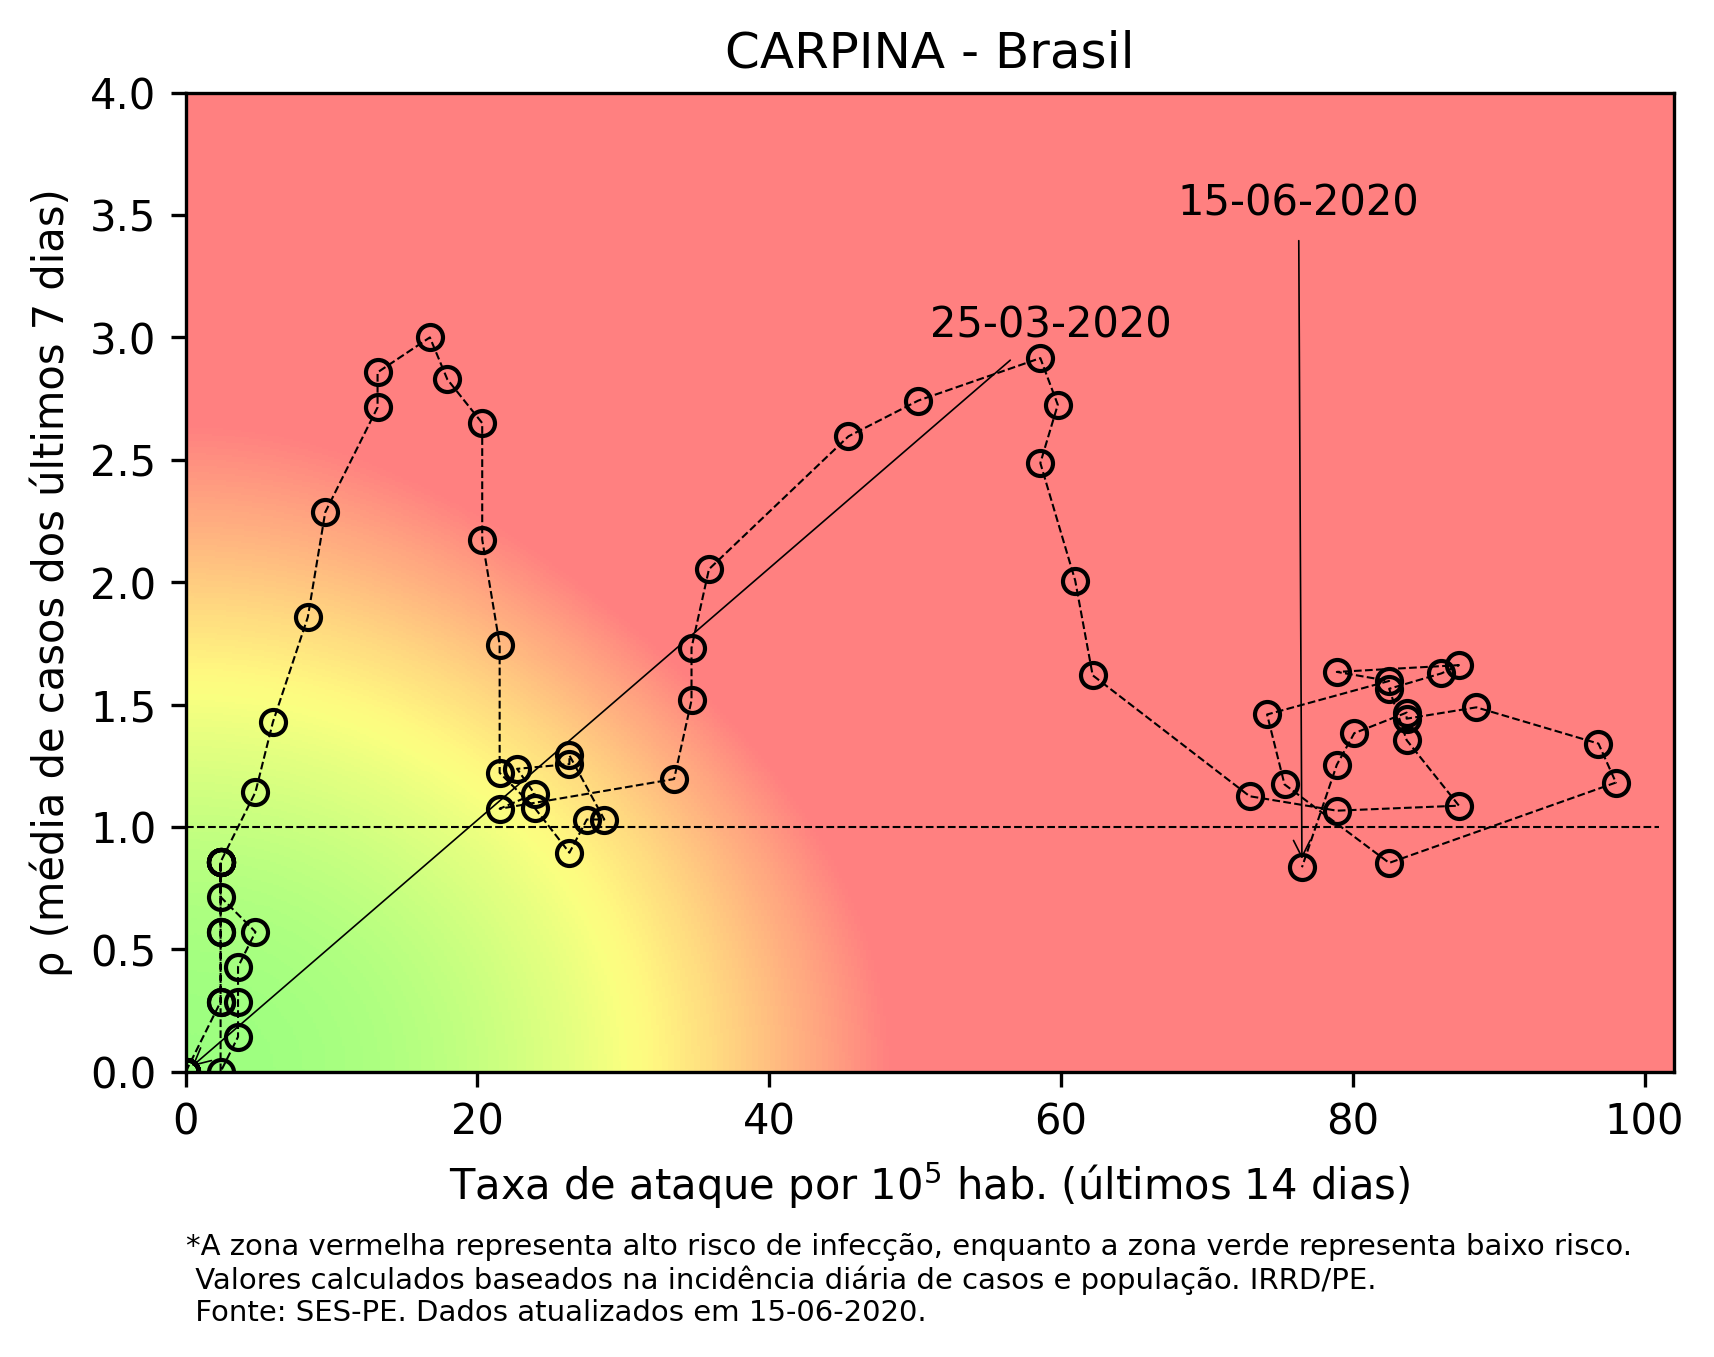 CARPINA - Brasil
4.0
3.5
3.0
2.5
2.0
1.5
1.0
0.5
0.0
ρ (média de casos dos últimos 7 dias)
15-06-2020
25-03-2020
0 20 40 60 80 100
Taxa de ataque por 10⁵ hab. (últimos 14 dias)
*A zona vermelha representa alto risco de infecção, enquanto a zona verde representa baixo risco.
Valores calculados baseados na incidência diária de casos e população. IRRD/PE.
Fonte: SES-PE. Dados atualizados em 15-06-2020.